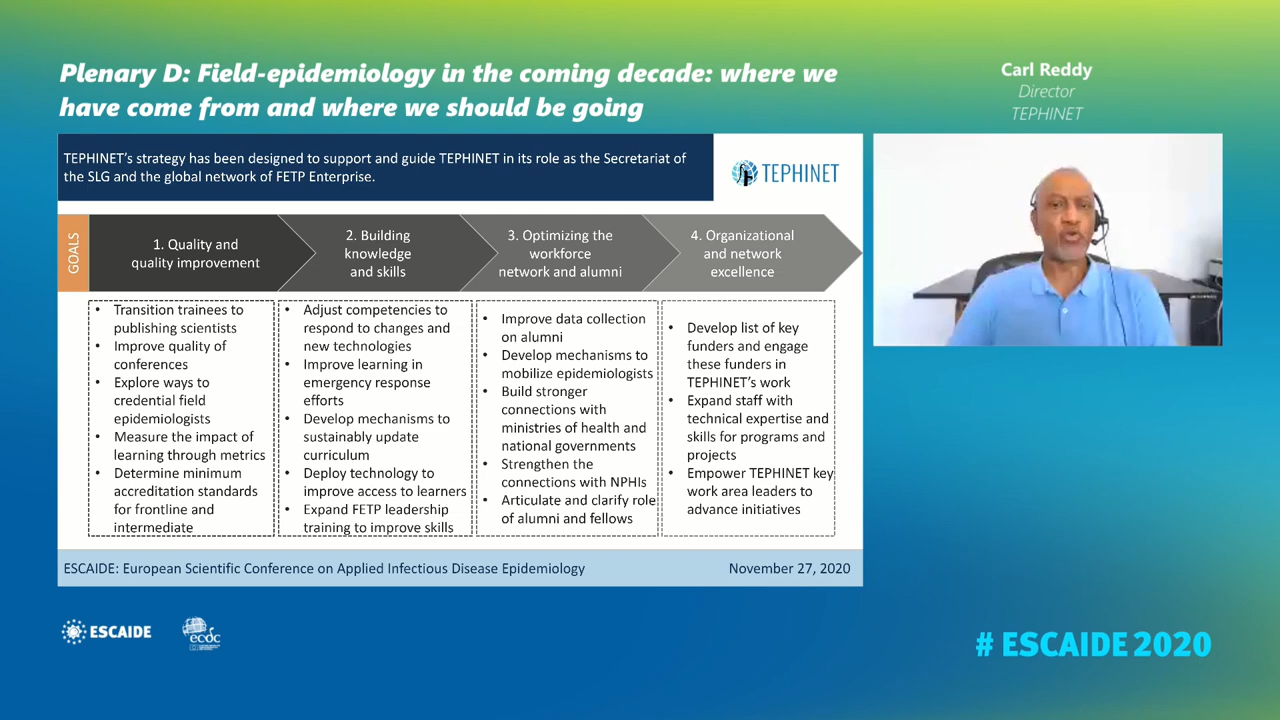 Plenary D: Field-epidemiology in the coming decade: where we
have come from and where we should be going
Carl Reddy
Director
TEPHINET
TEPHINET's strategy has been designed to support and guide TEPHINET in its role as the Secretariat of
the SLG and the global network of FETP Enterprise.
TEPHINET
GOALS
1. Quality and
quality improvement
2. Building
knowledge
and skills
3. Optimizing the
workforce
network and alumni
4. Organizational
and network
excellence
• Transition trainees to
publishing scientists
• Improve quality of
conferences
• Explore ways to
credential field
epidemiologists
• Measure the impact of
learning through metrics
• Determine minimum
accreditation standards
for frontline and
intermediate
• Adjust competencies to
respond to changes and
new technologies
• Improve learning in
emergency response
efforts
• Develop mechanisms to
sustainably update
curriculum
• Deploy technology to
improve access to learners
• Expand FETP leadership
training to improve skills
• Improve data collection
on alumni
• Develop mechanisms to
mobilize epidemiologists
• Build stronger
connections with
ministries of health and
national governments
• Strengthen the
connections with NPHIs
• Articulate and clarify role
of alumni and fellows
• Develop list of key
funders and engage
these funders in
TEPHINET's work
• Expand staff with
technical expertise and
skills for programs and
projects
• Empower TEPHINET key
work area leaders to
advance initiatives
ESCAIDE: European Scientific Conference on Applied Infectious Disease Epidemiology
November 27, 2020
ESCAIDE
ecdc
# ESCAIDE 2020